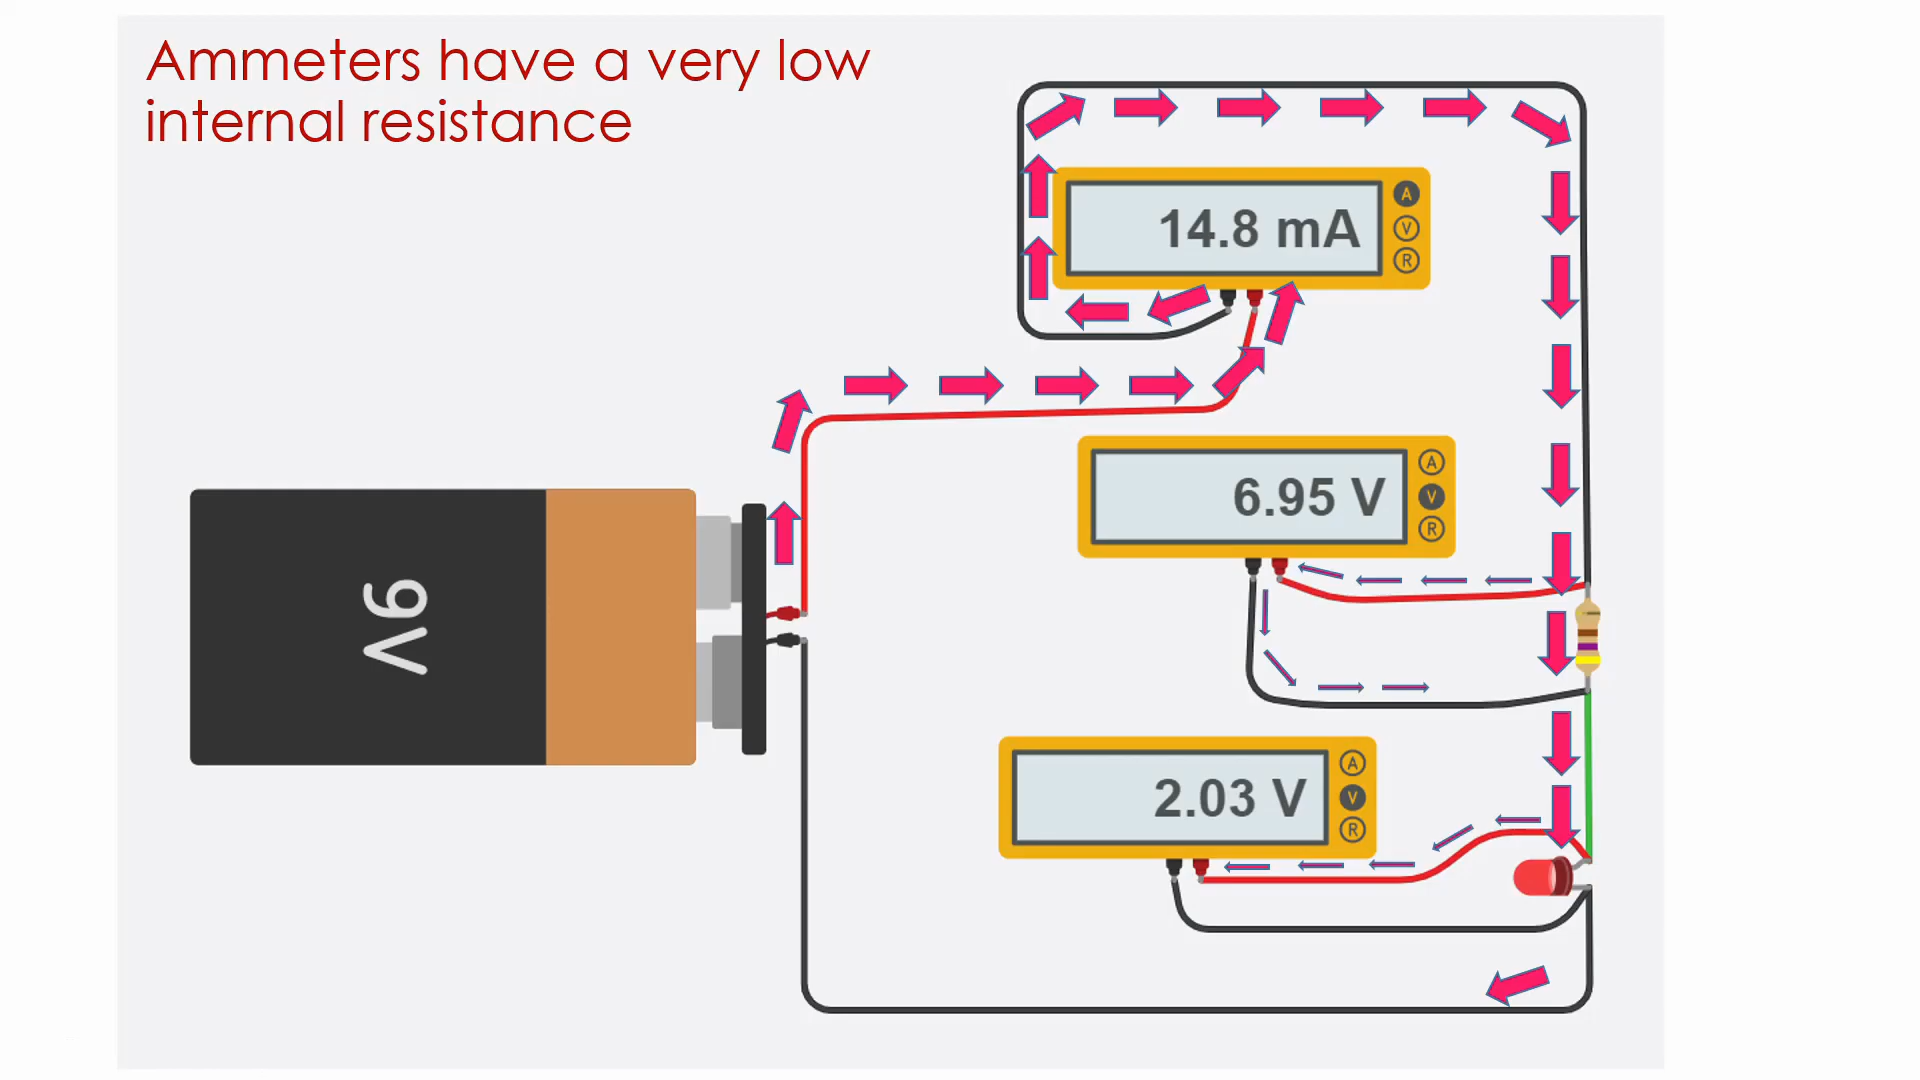 Ammeters have a very low
internal resistance
14.8 mA
A
V
R
6.95 V
A
V
R
9V
2.03 V
A
V
R